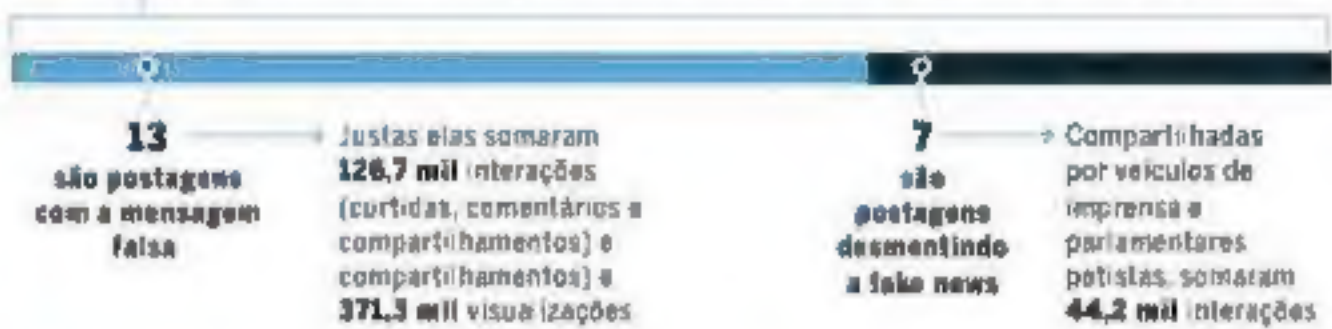 13
são postagens
com a mensagem
falsa
Justas elas somaram
126,7 mil interações
(curtidas, comentários e
compartilhamentos) e
compartilhamentos) e
371,3 mil visualizações
7
são
postagens
desmentindo
a fake news
Compartilhadas
por veículos de
imprensa e
parlamentares
petistas, somaram
44,2 mil interações